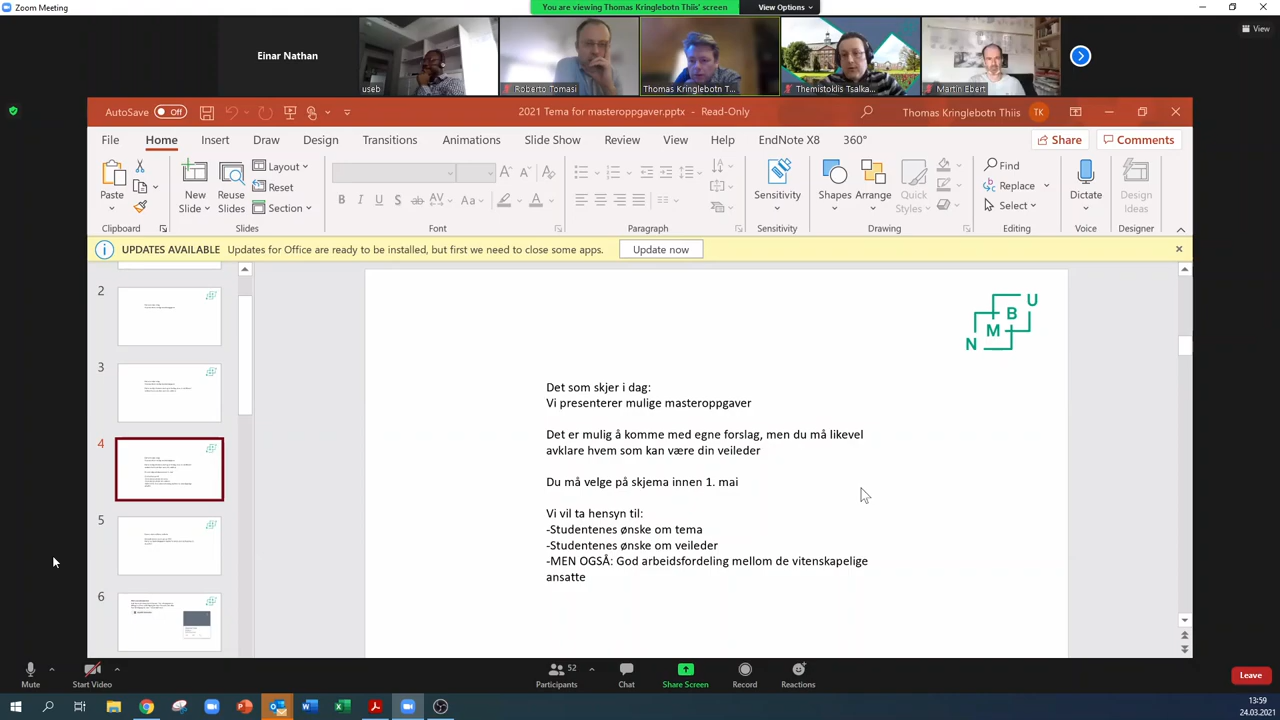 Zoom Meeting
You are viewing Thomas Kringlebotn Thiis' screen
View Options
View
Einar Nathan
useb
Roberto Tomasi
Thomas Kringlebotn T...
Themistoklis Tsalka...
Martin Ebert
AutoSave Off
2021 Tema for masteroppgaver.pptx - Read-Only
Thomas Kringlebotn Thiis
TK
File Home Insert Draw Design Transitions Animations Slide Show Review View Help EndNote X8 360°
Share
Comments
Paste
New Slide
Reuse Slides
Layout
Reset
Section
Shapes
Arrange
Quick Styles
Sensitivity
Find
Replace
Select
Dictate
Design Ideas
Clipboard
Slides
Font
Paragraph
Sensitivity
Drawing
Editing
Voice
Designer
UPDATES AVAILABLE Updates for Office are ready to be installed, but first we need to close some apps.
Update now
2
3
4
5
6
N M B U
Det som skjer i dag:
Vi presenterer mulige masteroppgaver
Det er mulig å komme med egne forslag, men du må likevel
avklare hvem som kan være din veileder
Du må velge på skjema innen 1. mai
Vi vil ta hensyn til:
-Studentenes ønske om tema
-Studentenes ønske om veileder
-MEN OGSÅ: God arbeidsfordeling mellom de vitenskapelige
ansatte
Mute
Start Video
52
Participants
Chat
Share Screen
Record
Reactions
Leave
13:59
24.03.2021